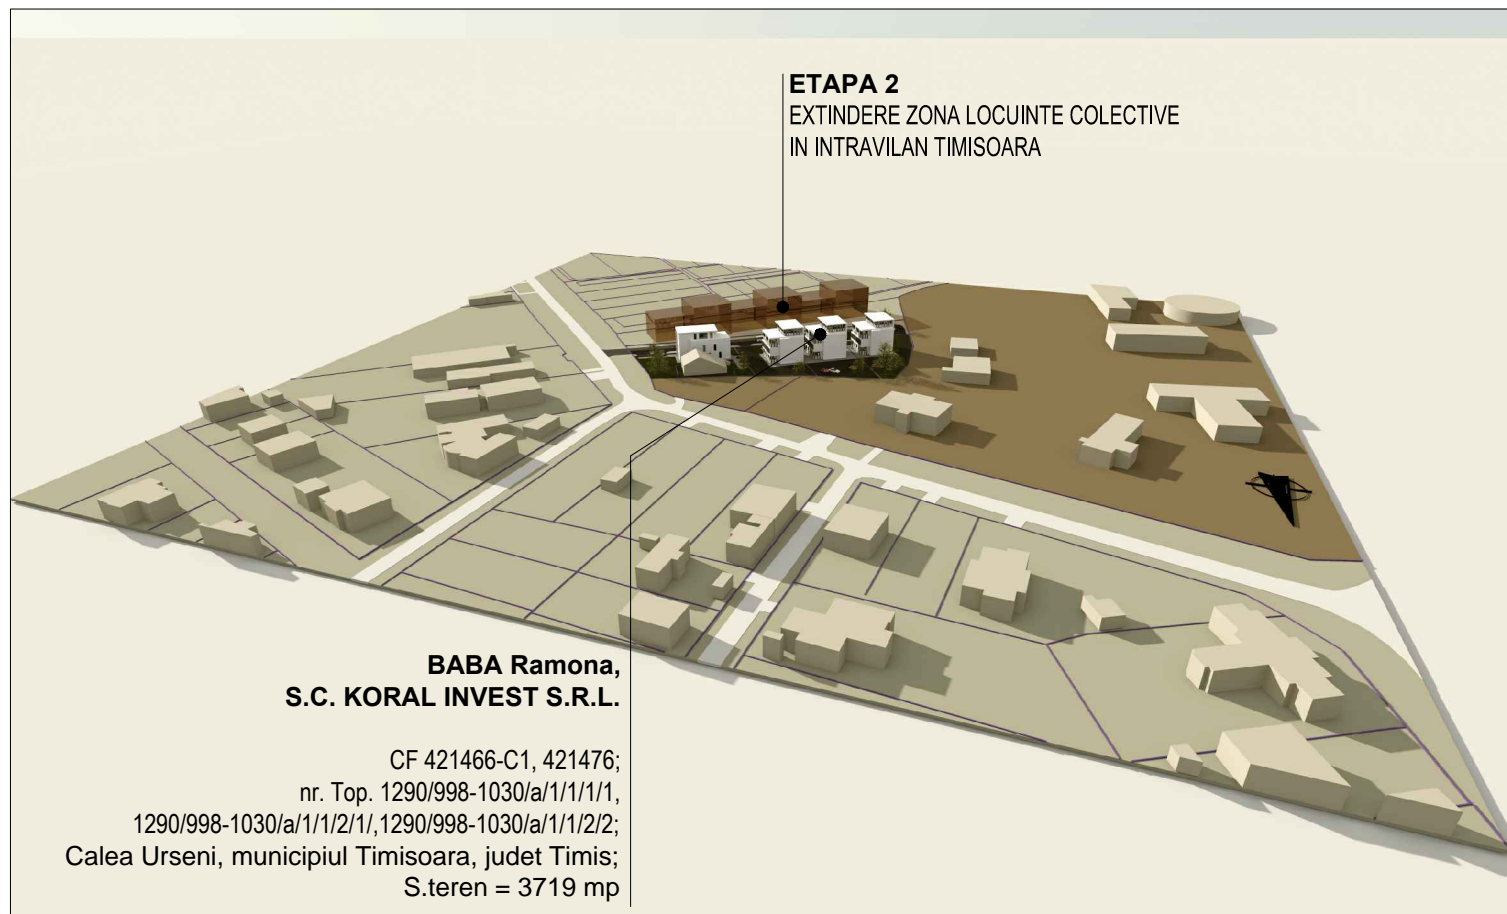 ETAPA 2
EXTINDERE ZONA LOCUINTE COLECTIVE
IN INTRAVILAN TIMISOARA
BABA Ramona,
S.C. KORAL INVEST S.R.L.
CF 421466-C1, 421476;
nr. Top. 1290/998-1030/a/1/1/1/1,
1290/998-1030/a/1/1/2/1/,1290/998-1030/a/1/1/2/2;
Calea Urseni, municipiul Timisoara, judet Timis;
S.teren = 3719 mp